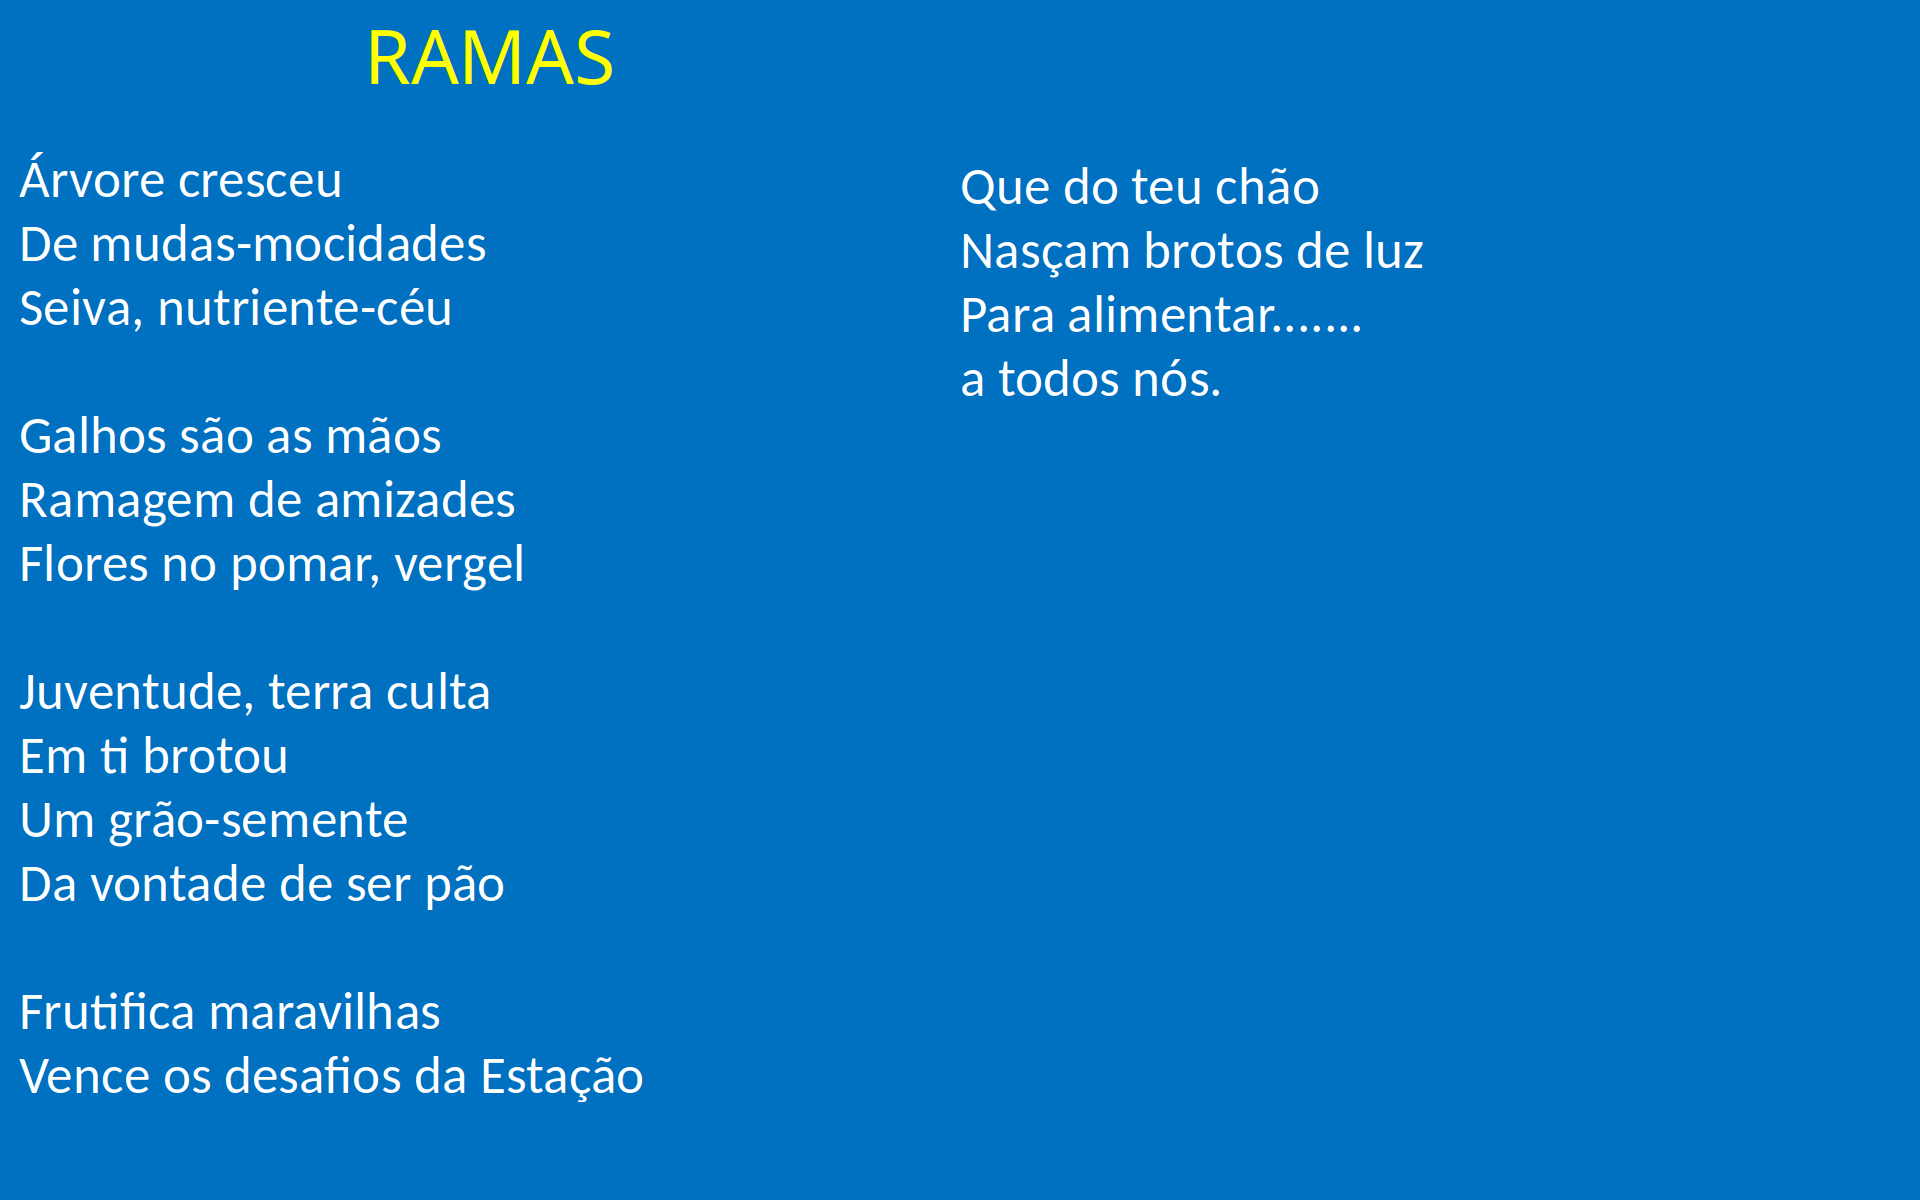 RAMAS
Árvore cresceu
De mudas-mocidades
Seiva, nutriente-céu
Galhos são as mãos
Ramagem de amizades
Flores no pomar, vergel
Juventude, terra culta
Em ti brotou
Um grão-semente
Da vontade de ser pão
Frutifica maravilhas
Vence os desafios da Estação
Que do teu chão
Nasçam brotos de luz
Para alimentar.......
a todos nós.